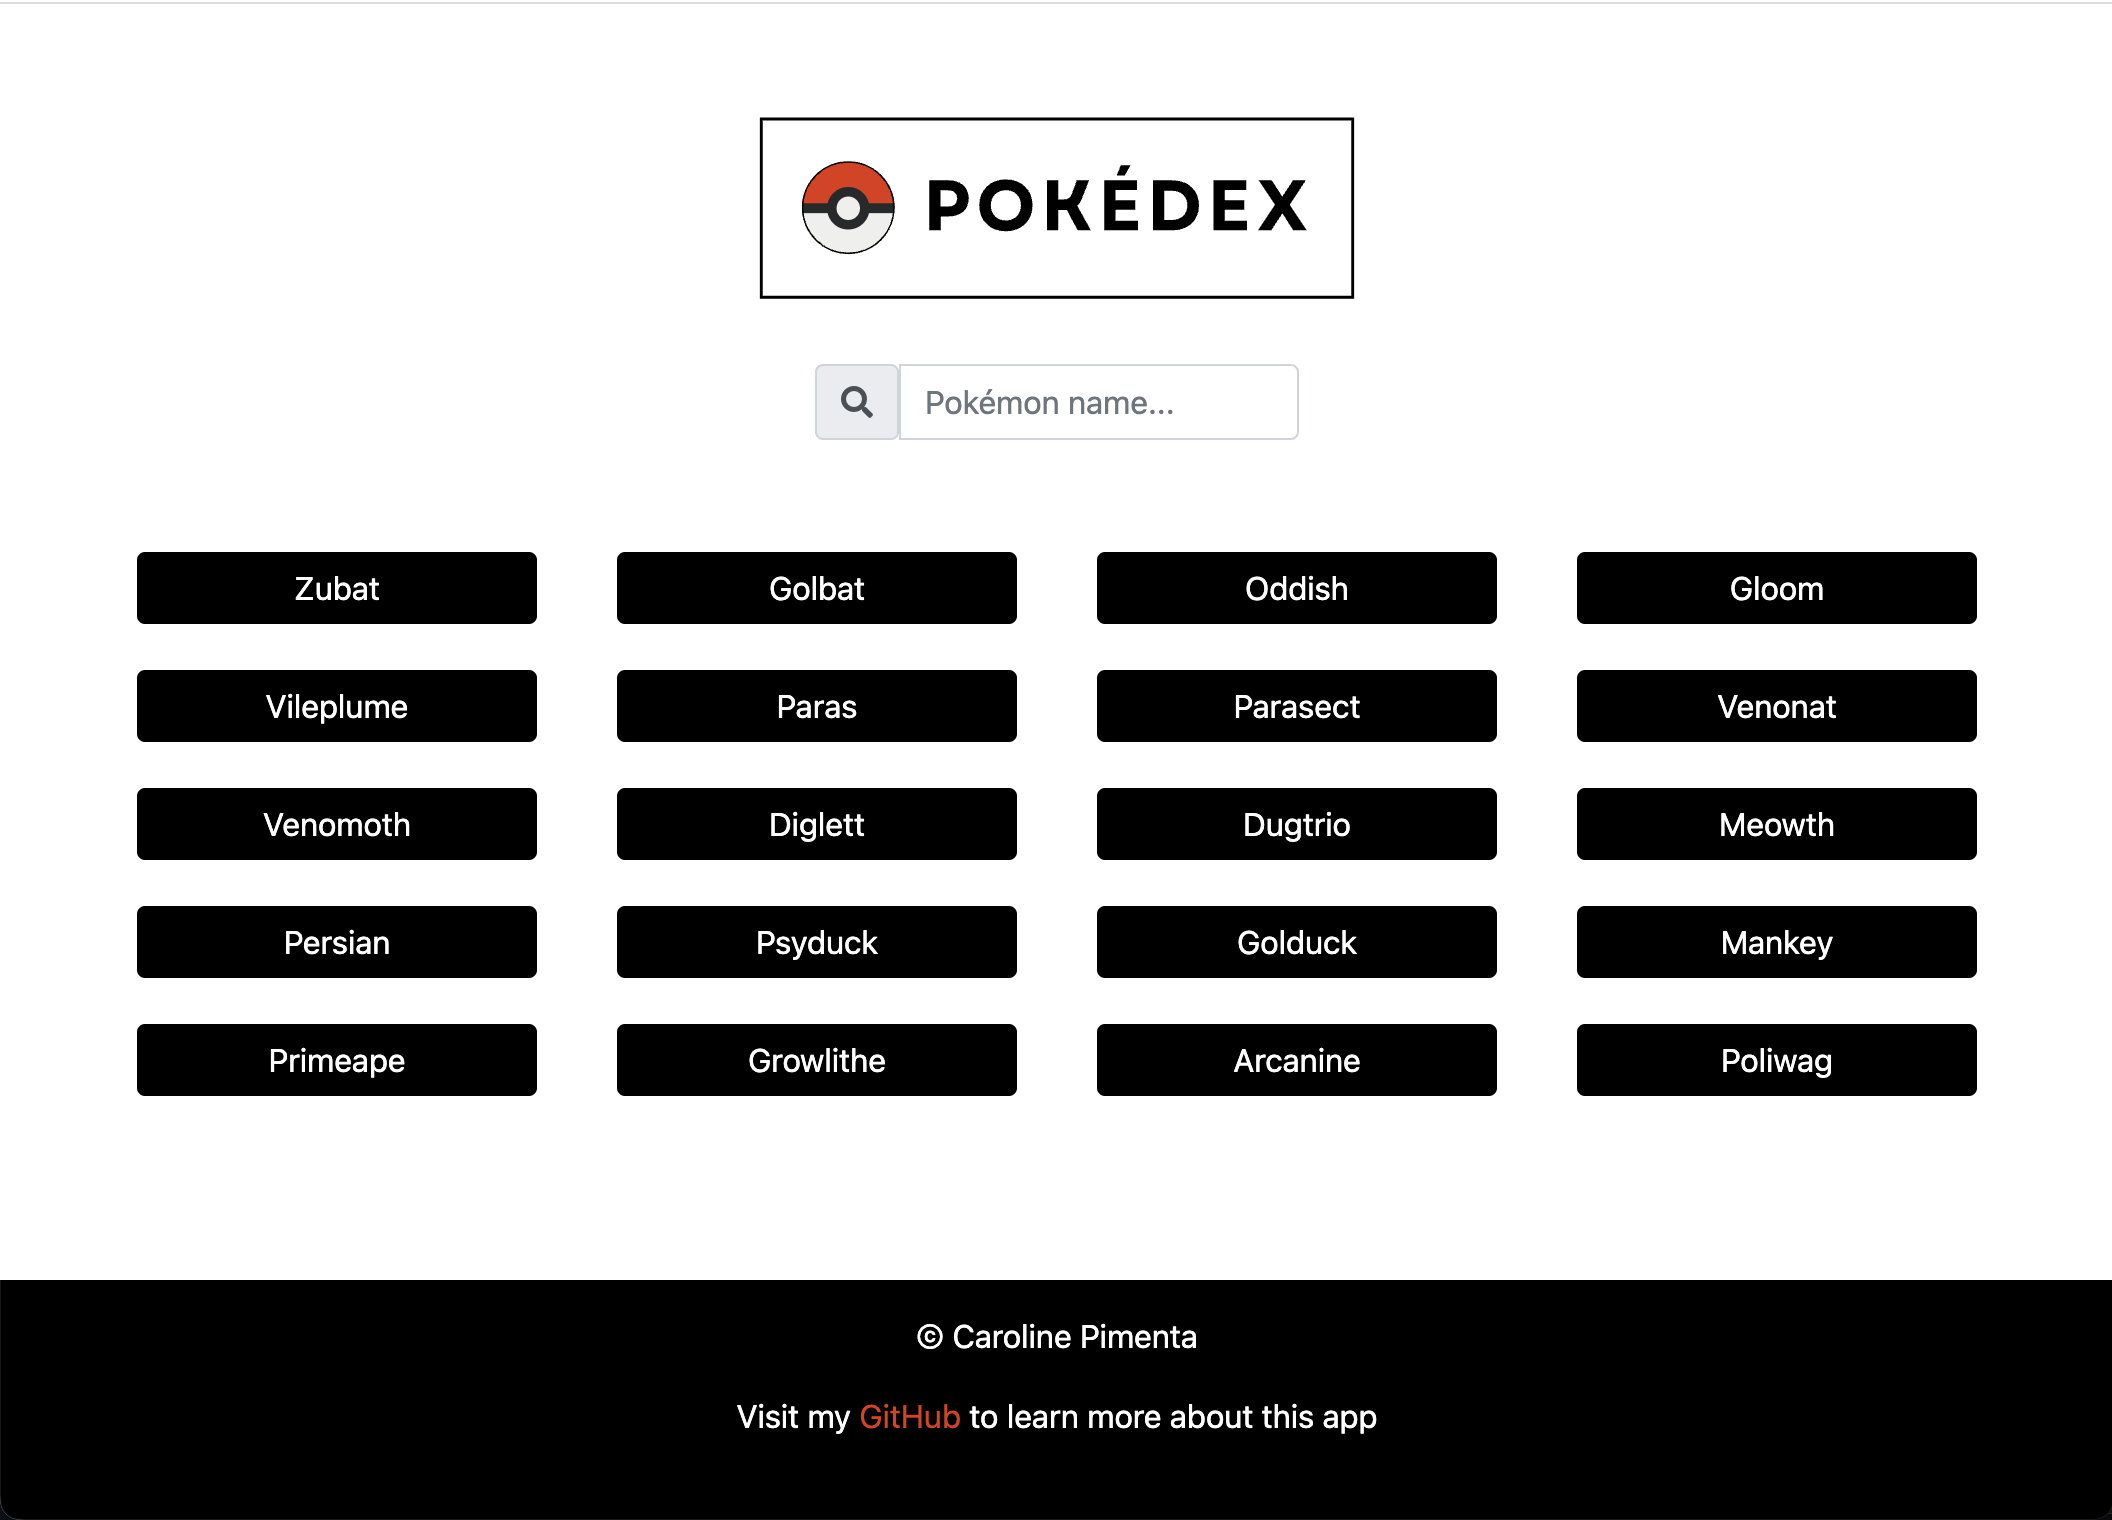 POKÉDEX
Pokémon name...
Zubat Golbat Oddish Gloom
Vileplume Paras Parasect Venonat
Venomoth Diglett Dugtrio Meowth
Persian Psyduck Golduck Mankey
Primeape Growlithe Arcanine Poliwag
© Caroline Pimenta
Visit my GitHub to learn more about this app